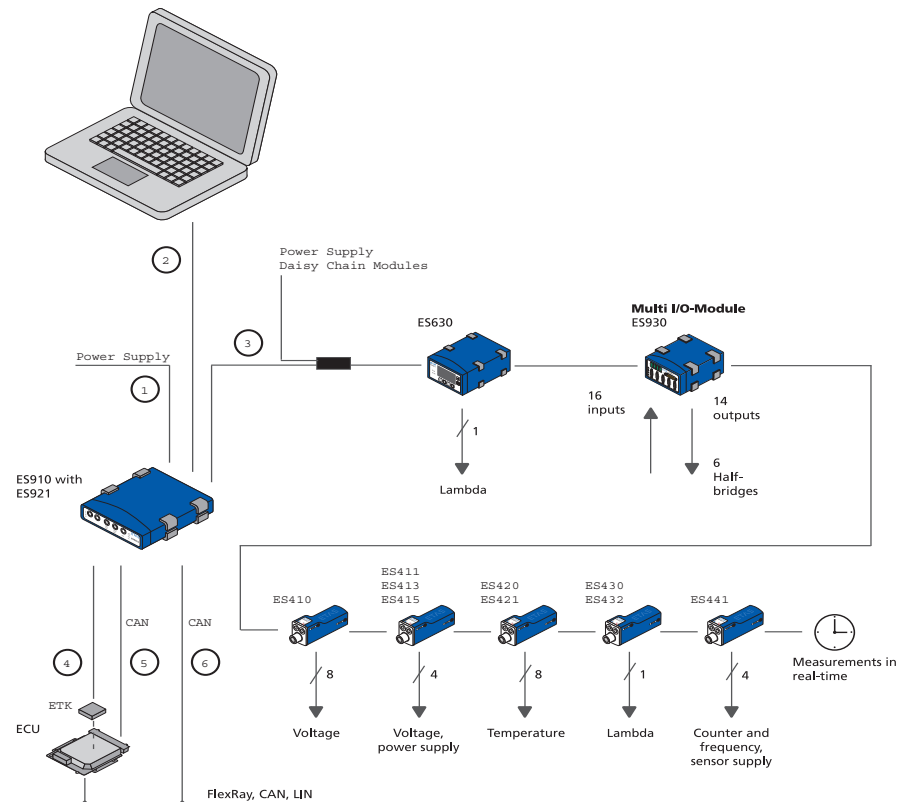 2
Power Supply
Daisy Chain Modules
3
ES630
Multi I/O-Module
ES930
Power Supply
1
16
inputs
14
outputs
1
Lambda
6
Half-
bridges
ES910 with
ES921
ES410
ES411
ES413
ES415
ES420
ES421
ES430
ES432
ES441
CAN
CAN
4
5
6
8
4
8
1
4
Measurements in
real-time
ETK
ECU
Voltage
Voltage,
power supply
Temperature
Lambda
Counter and
frequency,
sensor supply
FlexRay, CAN, LIN